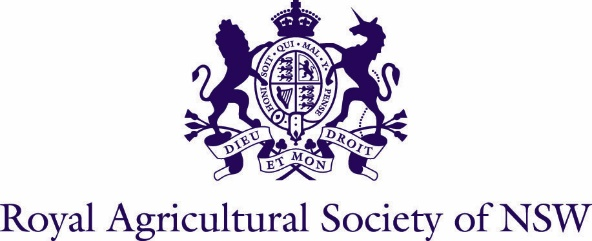 HONI · SOIT · QUI · MAL · Y · PENSE
DIEU ET MON DROIT
Royal Agricultural Society of NSW